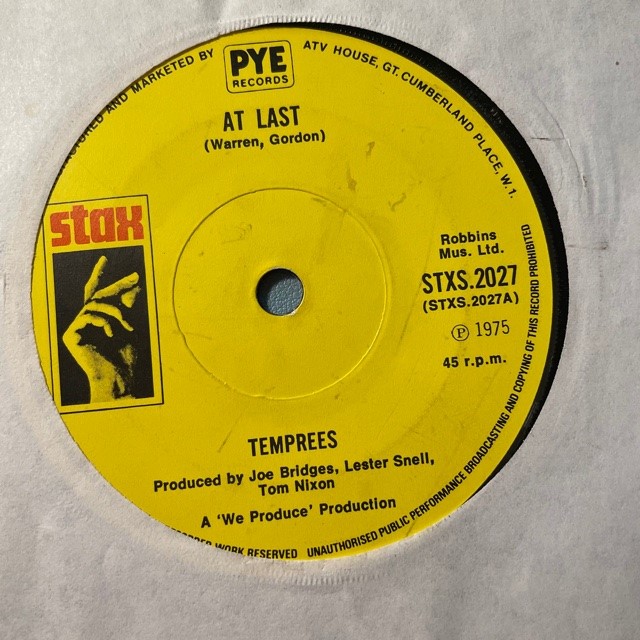 AND MARKETED BY
PYE
RECORDS
ATV HOUSE, GT. CUMBERLAND PLACE, W.1.
AT LAST
(Warren, Gordon)
stax
Robbins
Mus. Ltd.
STXS.2027
(STXS.2027A)
Ⓟ 1975
45 r.p.m.
TEMPREES
Produced by Joe Bridges, Lester Snell,
Tom Nixon
A 'We Produce' Production
WORK RESERVED UNAUTHORISED PUBLIC PERFORMANCE BROADCASTING AND COPYING OF THIS RECORD PROHIBITED